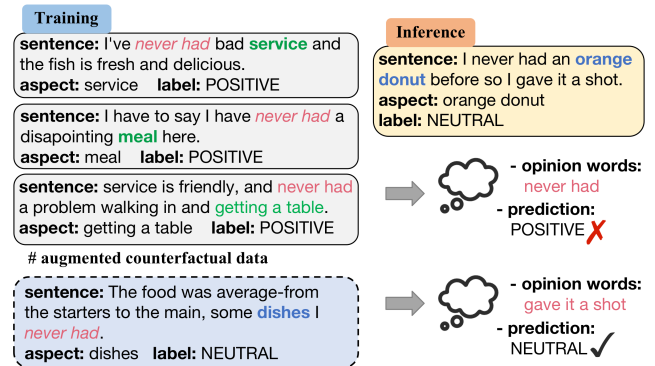 Training
sentence: I've never had bad service and
the fish is fresh and delicious.
aspect: service label: POSITIVE
sentence: I have to say I have never had a
disapointing meal here.
aspect: meal label: POSITIVE
sentence: service is friendly, and never had
a problem walking in and getting a table.
aspect: getting a table label: POSITIVE
# augmented counterfactual data
sentence: The food was average-from
the starters to the main, some dishes I
never had.
aspect: dishes label: NEUTRAL
Inference
sentence: I never had an orange
donut before so I gave it a shot.
aspect: orange donut
label: NEUTRAL
- opinion words:
never had
- prediction:
POSITIVE ✗
- opinion words:
gave it a shot
- prediction:
NEUTRAL ✓